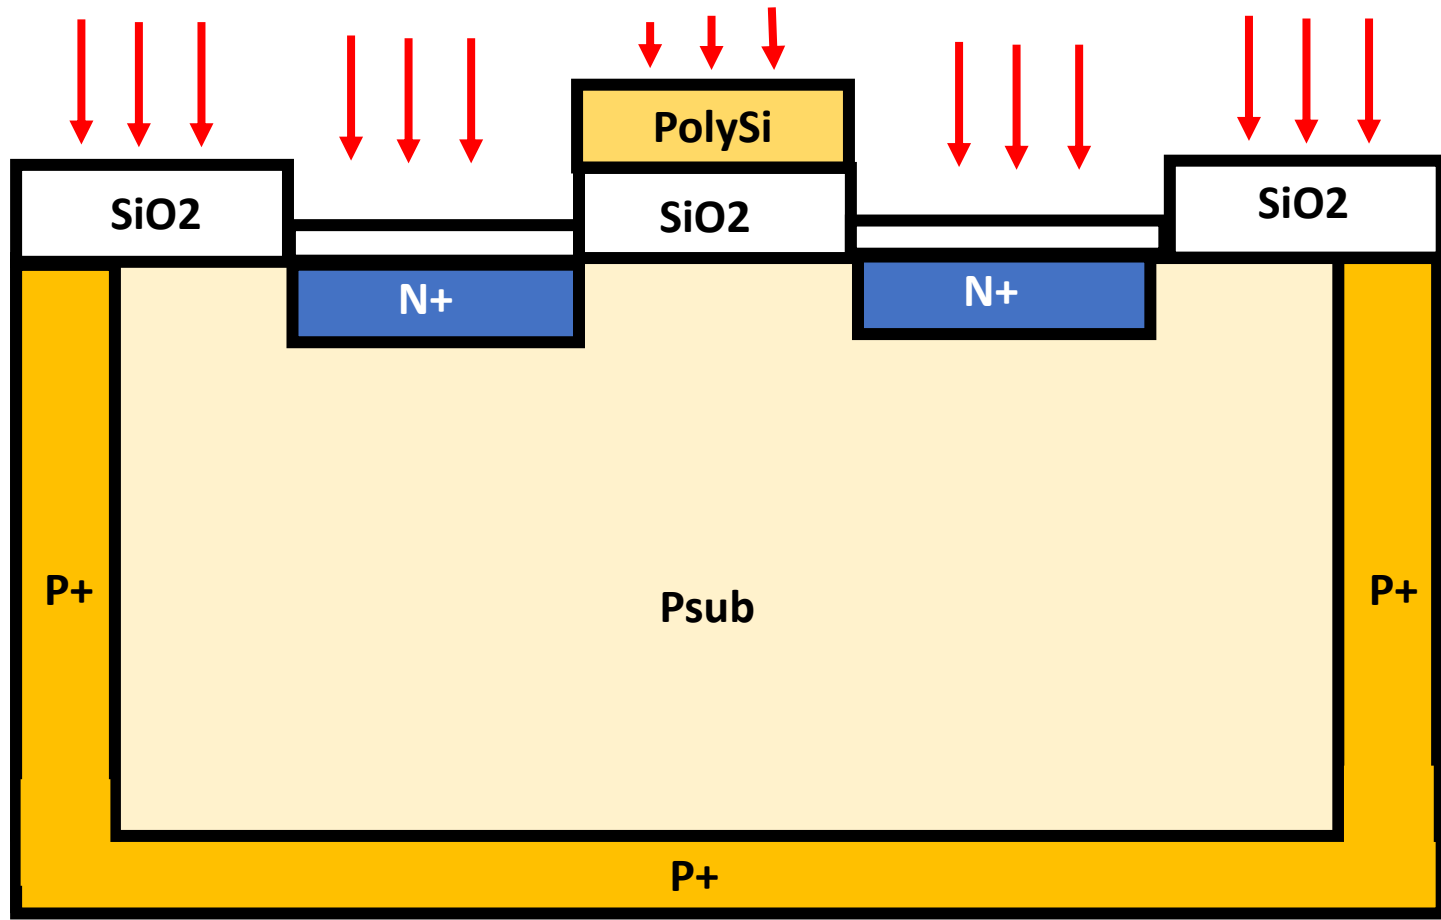 PolySi
SiO2
SiO2
SiO2
N+
N+
P+
Psub
P+
P+